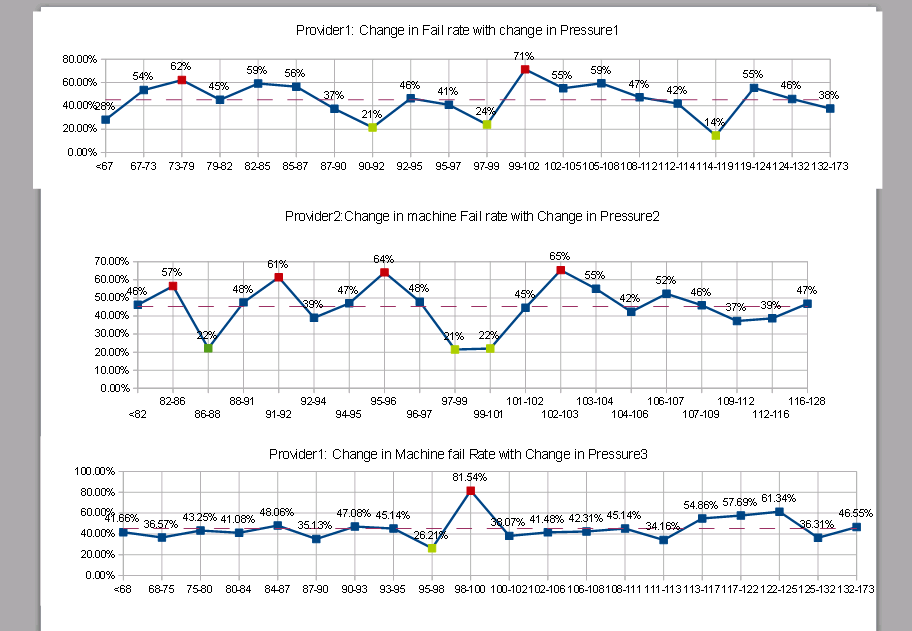 Provider1: Change in Fail rate with change in Pressure1
80.00%
60.00%
40.00%
20.00%
0.00%
28% 54% 62% 45% 59% 56% 37% 21% 46% 41% 24% 71% 55% 59% 47% 42% 14% 55% 46% 38%
<67 67-73 73-79 79-82 82-85 85-87 87-90 90-92 92-95 95-97 97-99 99-102 102-105 105-108 108-112 112-114 114-119 119-124 124-132 132-173
Provider2:Change in machine Fail rate with Change in Pressure2
70.00%
60.00%
50.00%
40.00%
30.00%
20.00%
10.00%
0.00%
46% 57% 22% 48% 61% 39% 47% 64% 48% 21% 22% 45% 65% 55% 42% 52% 46% 37% 39% 47%
82-86 88-91 92-94 95-96 97-99 101-102 103-104 106-107 109-112 116-128
<82 86-88 91-92 94-95 96-97 99-101 102-103 104-106 107-109 112-116
Provider1: Change in Machine fail Rate with Change in Pressure3
100.00%
80.00%
60.00%
40.00%
20.00%
0.00%
41.66% 36.57% 43.25% 41.08% 48.06% 35.13% 47.08% 45.14% 26.21% 81.54% 38.07% 41.48% 42.31% 45.14% 34.16% 54.86% 57.69% 61.34% 36.31% 46.55%
<68 68-75 75-80 80-84 84-87 87-90 90-93 93-95 95-98 98-100 100-102 102-106 106-108 108-111 111-113 113-117 117-122 122-125 125-132 132-173